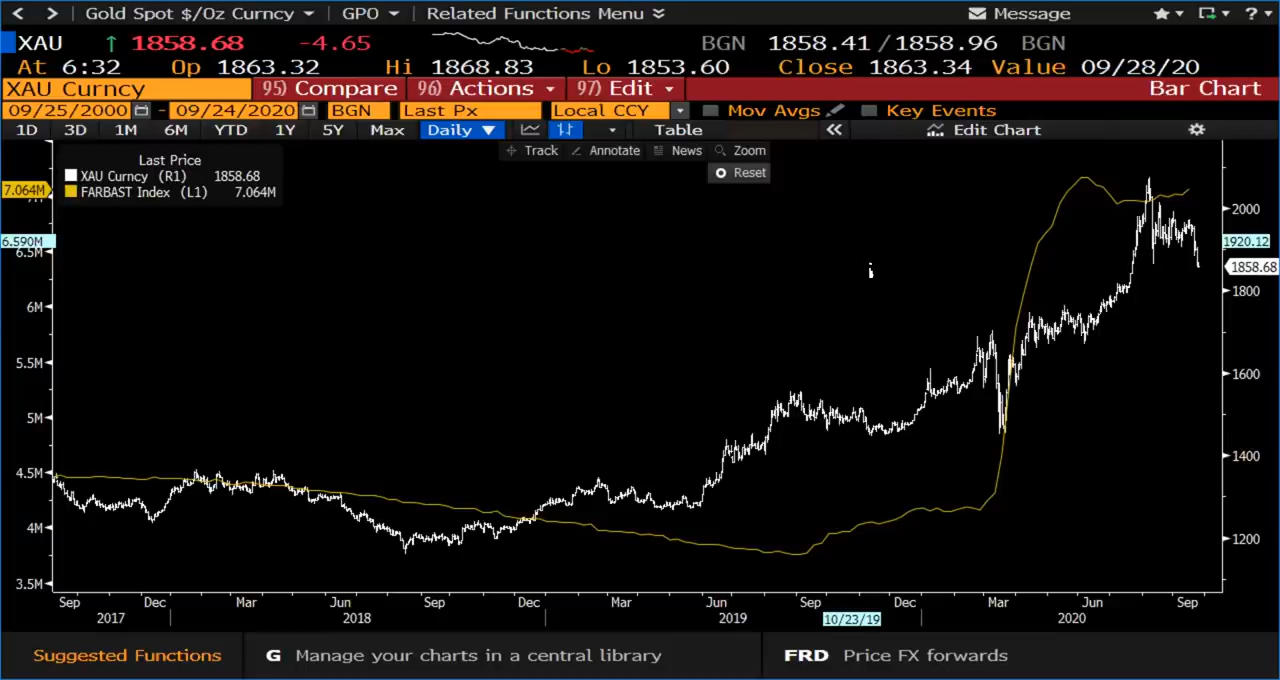 < > Gold Spot $/Oz Curncy GPO Related Functions Menu Message ?
XAU ↑ 1858.68 -4.65 BGN 1858.41/1858.96 BGN
At 6:32 Op 1863.32 Hi 1868.83 Lo 1853.60 Close 1863.34 Value 09/28/20
XAU Curncy 95) Compare 96) Actions 97) Edit Bar Chart
09/25/2000 - 09/24/2020 BGN Last Px Local CCY Mov Avgs Key Events
1D 3D 1M 6M YTD 1Y 5Y Max Daily ▼ Table « Edit Chart
Track Annotate News Zoom
Reset
Last Price
XAU Curncy (R1) 1858.68
FARBAST Index (L1) 7.064M
7.064M
2000
6.590M 1920.12
6.5M
1858.68
1800
6M
5.5M
1600
5M
1400
4.5M
4M
1200
3.5M
Sep Dec Mar Jun Sep Dec Mar Jun Sep Dec Mar Jun Sep
2017 2018 2019 10/23/19 2020
Suggested Functions G Manage your charts in a central library FRD Price FX forwards